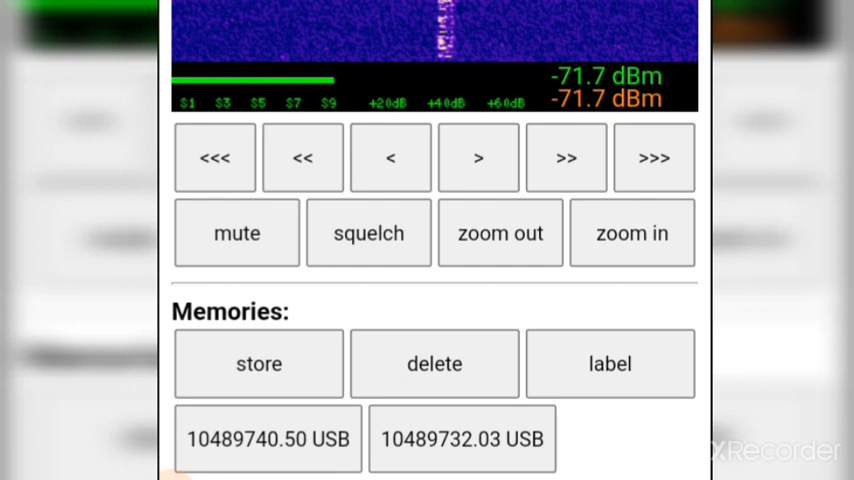 -71.7 dBm
S1 S3 S5 S7 S9 +20dB +40dB +60dB -71.7 dBm
<<< << < > >> >>>
mute squelch zoom out zoom in
Memories:
store delete label
10489740.50 USB 10489732.03 USB
XRecorder